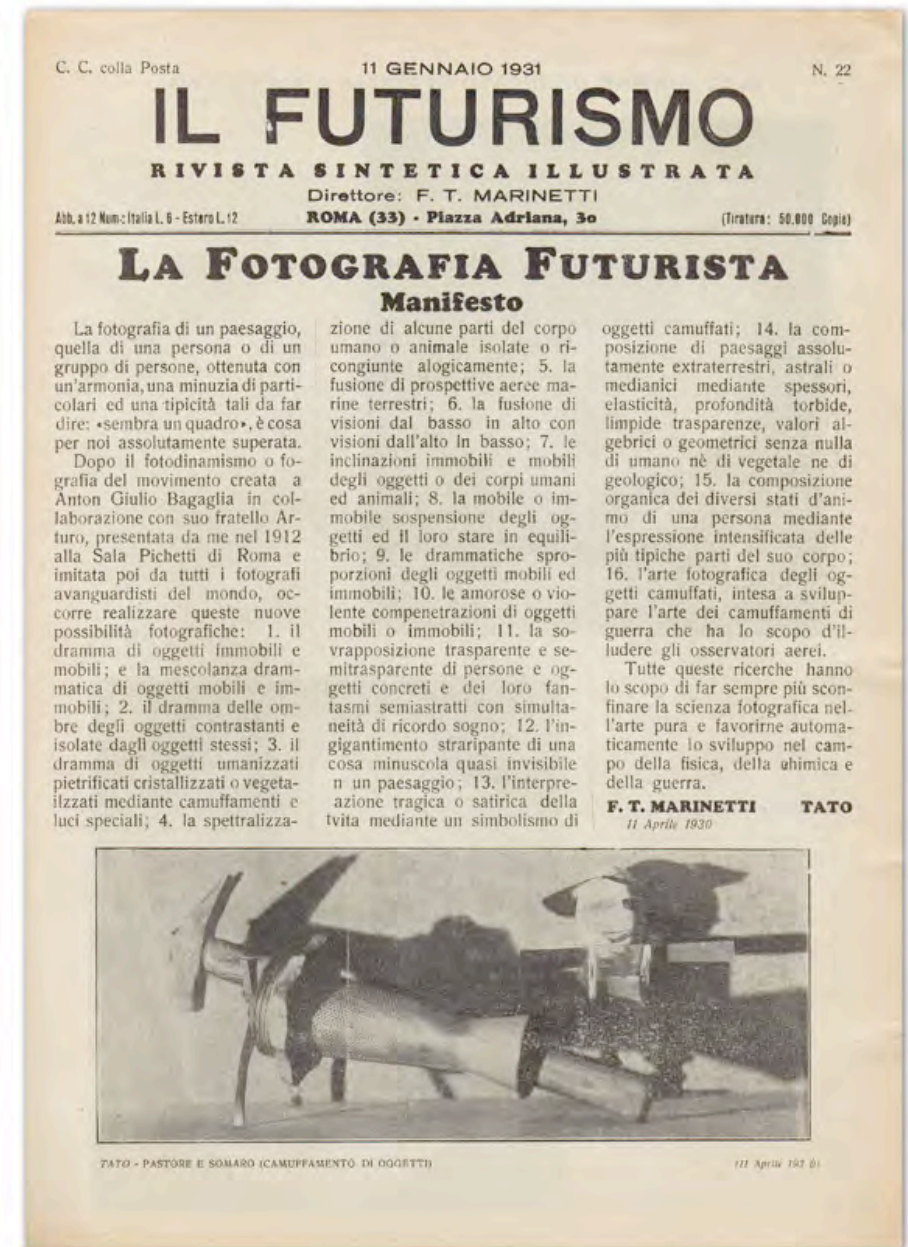 C. C. colla Posta
11 GENNAIO 1931
N. 22
IL FUTURISMO
RIVISTA SINTETICA ILLUSTRATA
Direttore: F. T. MARINETTI
Abb. a 12 Num.: Italia L. 6 - Estero L. 12
ROMA (33) - Piazza Adriana, 30
(Tiratura: 50.000 Copie)
LA FOTOGRAFIA FUTURISTA
Manifesto
La fotografia di un paesaggio,
quella di una persona o di un
gruppo di persone, ottenuta con
un'armonia, una minuzia di parti-
colari ed una tipicità tali da far
dire: «sembra un quadro», è cosa
per noi assolutamente superata.
Dopo il fotodinamismo o fo-
grafia del movimento creata a
Anton Giulio Bagaglia in col-
laborazione con suo fratello Ar-
turo, presentata da me nel 1912
alla Sala Pichetti di Roma e
imitata poi da tutti i fotografi
avanguardisti del mondo, oc-
corre realizzare queste nuove
possibilità fotografiche: 1. il
dramma di oggetti immobili e
mobili; e la mescolanza dram-
matica di oggetti mobili e im-
mobili; 2. il dramma delle om-
bre degli oggetti contrastanti e
isolate dagli oggetti stessi; 3. il
dramma di oggetti umanizzati
pietrificati cristallizzati o vegeta-
ilzzati mediante camuffamenti e
luci speciali; 4. la spettralizza-
zione di alcune parti del corpo
umano o animale isolate o ri-
congiunte alogicamente; 5. la
fusione di prospettive aeree ma-
rine terrestri; 6. la fusione di
visioni dal basso in alto con
visioni dall'alto in basso; 7. le
inclinazioni immobili e mobili
degli oggetti o dei corpi umani
ed animali; 8. la mobile o im-
mobile sospensione degli og-
getti ed il loro stare in equili-
brio; 9. le drammatiche spro-
porzioni degli oggetti mobili ed
immobili; 10. le amorose o vio-
lente compenetrazioni di oggetti
mobili o immobili; 11. la so-
vrapposizione trasparente e se-
mitrasparente di persone e og-
getti concreti e dei loro fan-
tasmi semiastratti con simulta-
neità di ricordo sogno; 12. l'in-
gigantimento straripante di una
cosa minuscola quasi invisibile
n un paesaggio; 13. l'interpre-
azione tragica o satirica della
tvita mediante un simbolismo di
oggetti camuffati; 14. la com-
posizione di paesaggi assolu-
tamente extraterrestri, astrali o
medianici mediante spessori,
elasticità, profondità torbide,
limpide trasparenze, valori al-
gebrici o geometrici senza nulla
di umano nè di vegetale ne di
geologico; 15. la composizione
organica dei diversi stati d'ani-
mo di una persona mediante
l'espressione intensificata delle
più tipiche parti del suo corpo;
16. l'arte fotografica degli og-
getti camuffati, intesa a svilup-
pare l'arte dei camuffamenti di
guerra che ha lo scopo d'il-
ludere gli osservatori aerei.
Tutte queste ricerche hanno
lo scopo di far sempre più scon-
finare la scienza fotografica nel-
l'arte pura e favorirne automa-
ticamente lo sviluppo nel cam-
po della fisica, della chimica e
della guerra.
F. T. MARINETTI TATO
11 Aprile 1930
TATO - PASTORE E SOMARO (CAMUFFAMENTO DI OGGETTI)
Aprile